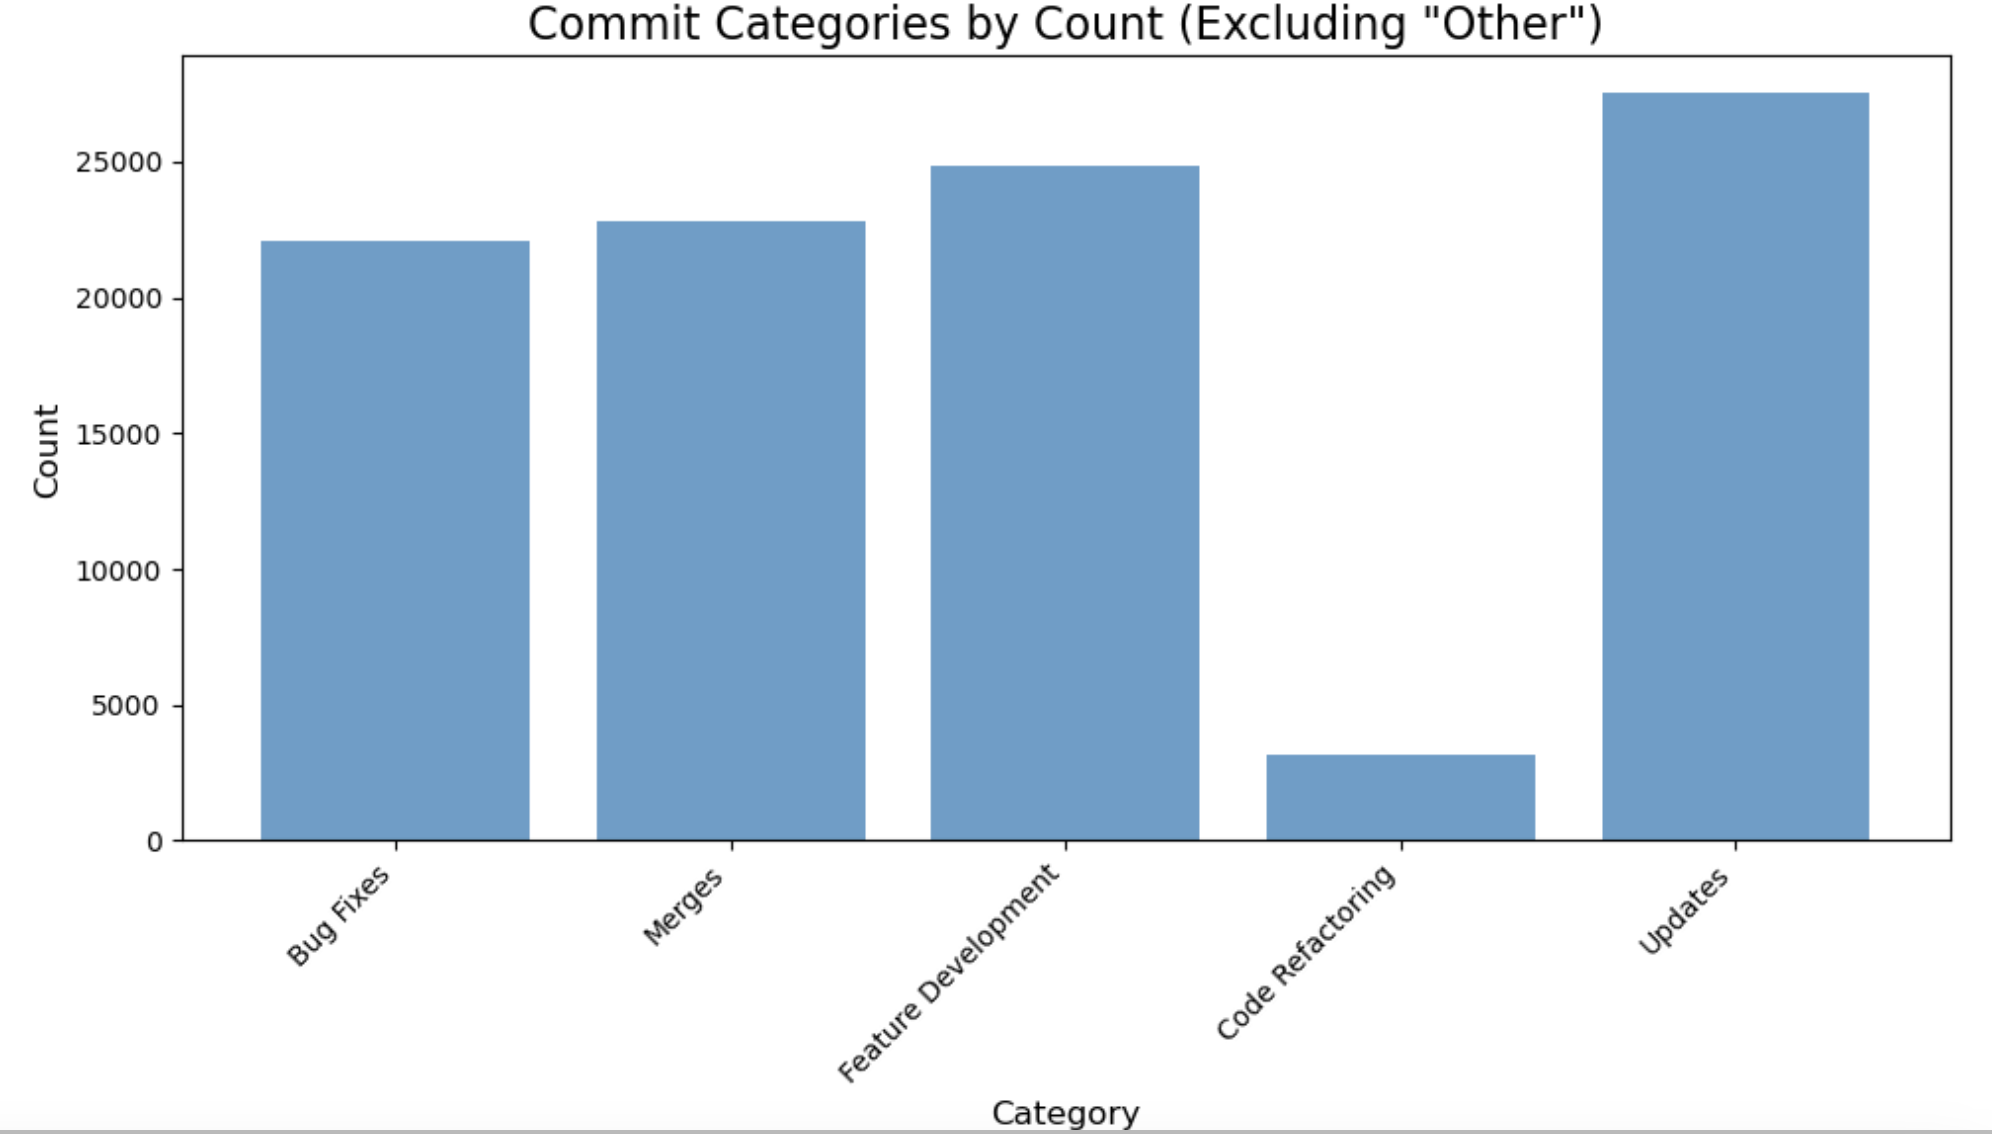 Commit Categories by Count (Excluding "Other")
Count
25000
20000
15000
10000
5000
0
Bug Fixes
Merges
Feature Development
Code Refactoring
Updates
Category